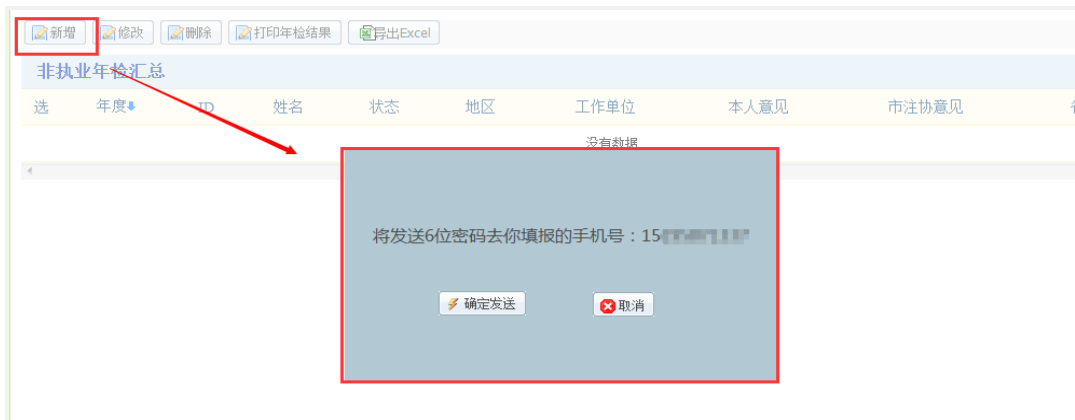 新增 修改 删除 打印年检结果 导出Excel
非执业年检汇总
选 年度 ID 姓名 状态 地区 工作单位 本人意见 市注协意见
没有数据
将发送6位密码去你填报的手机号：15
确定发送 取消